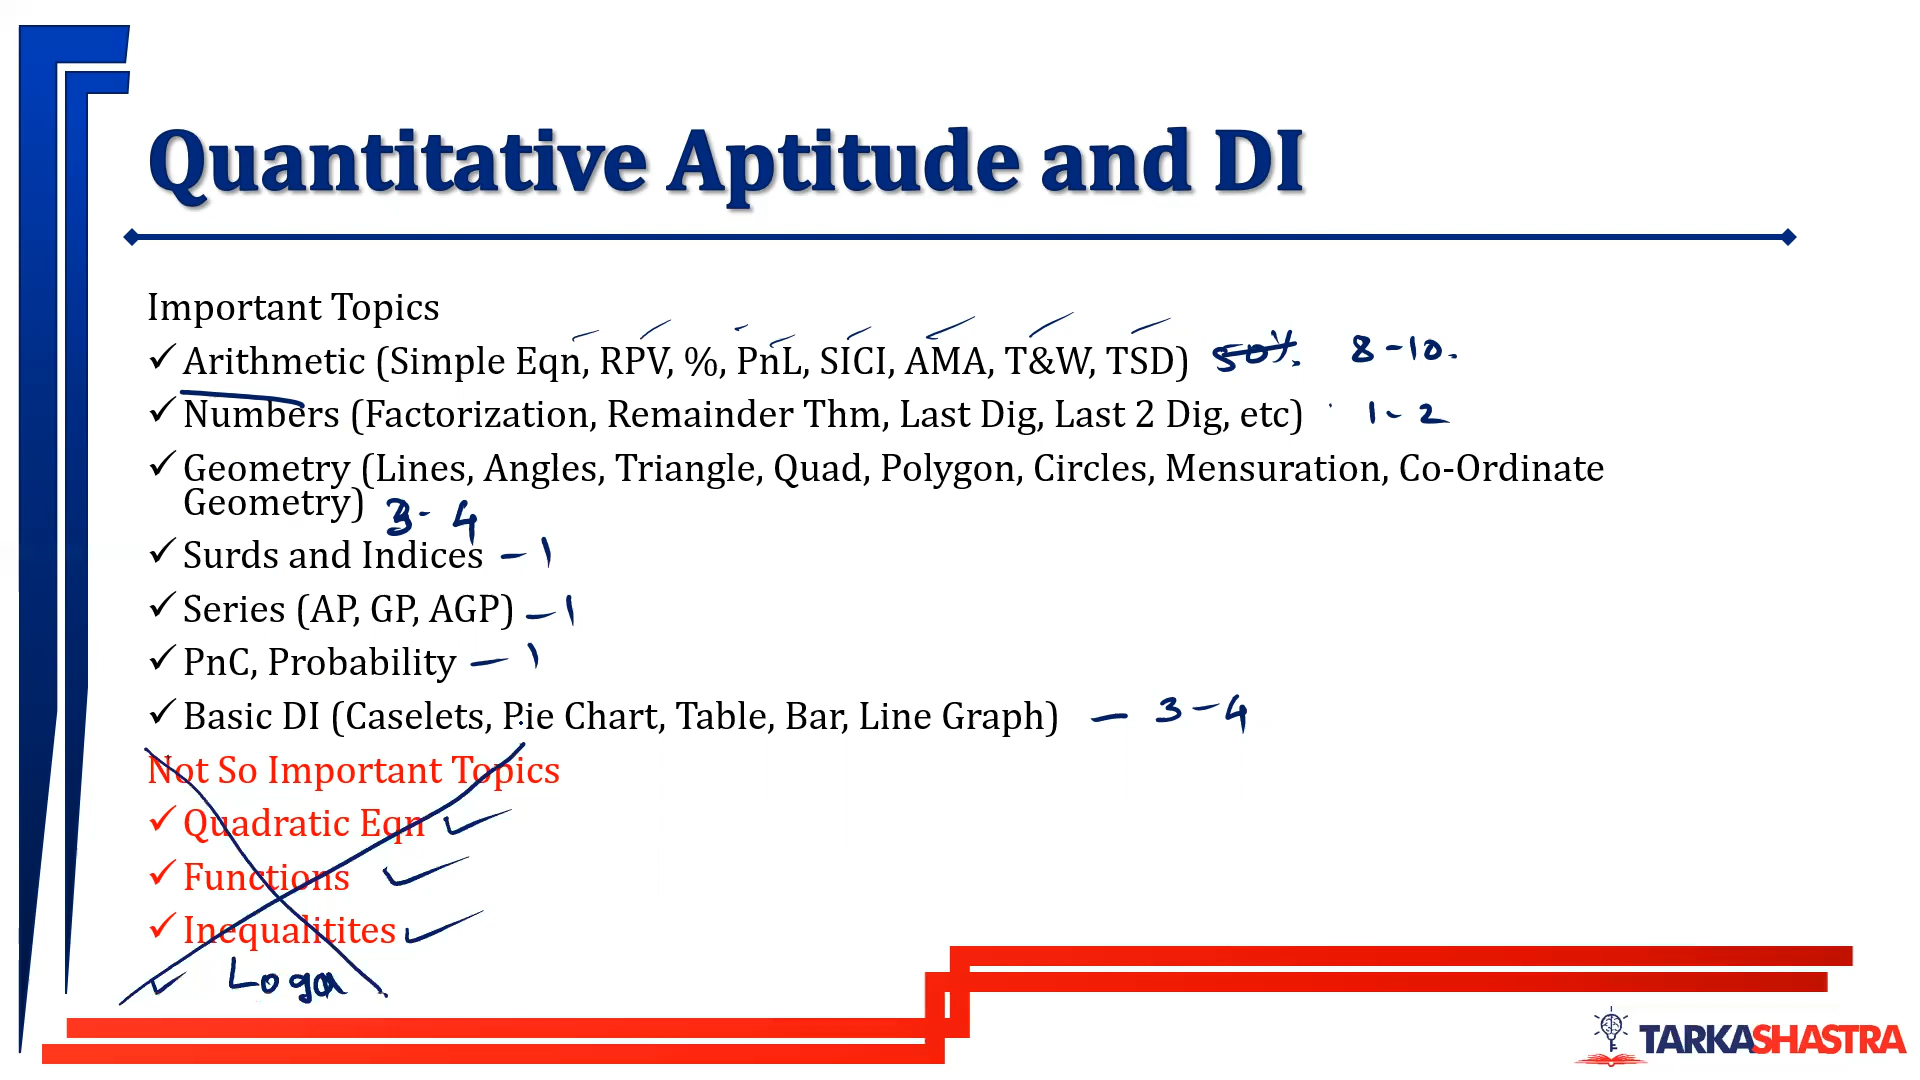 Quantitative Aptitude and DI
Important Topics
✓ Arithmetic (Simple Eqn, RPV, %, PnL, SICI, AMA, T&W, TSD) 50% 8-10.
✓ Numbers (Factorization, Remainder Thm, Last Dig, Last 2 Dig, etc) 1-2
✓ Geometry (Lines, Angles, Triangle, Quad, Polygon, Circles, Mensuration, Co-Ordinate
Geometry) 3-4
✓ Surds and Indices - 1
✓ Series (AP, GP, AGP) - 1
✓ PnC, Probability - 1
✓ Basic DI (Caselets, Pie Chart, Table, Bar, Line Graph) - 3-4
Not So Important Topics
✓ Quadratic Eqn ✓
✓ Functions ✓
✓ Inequalitites ✓
✓ Loga
TARKASHASTRA